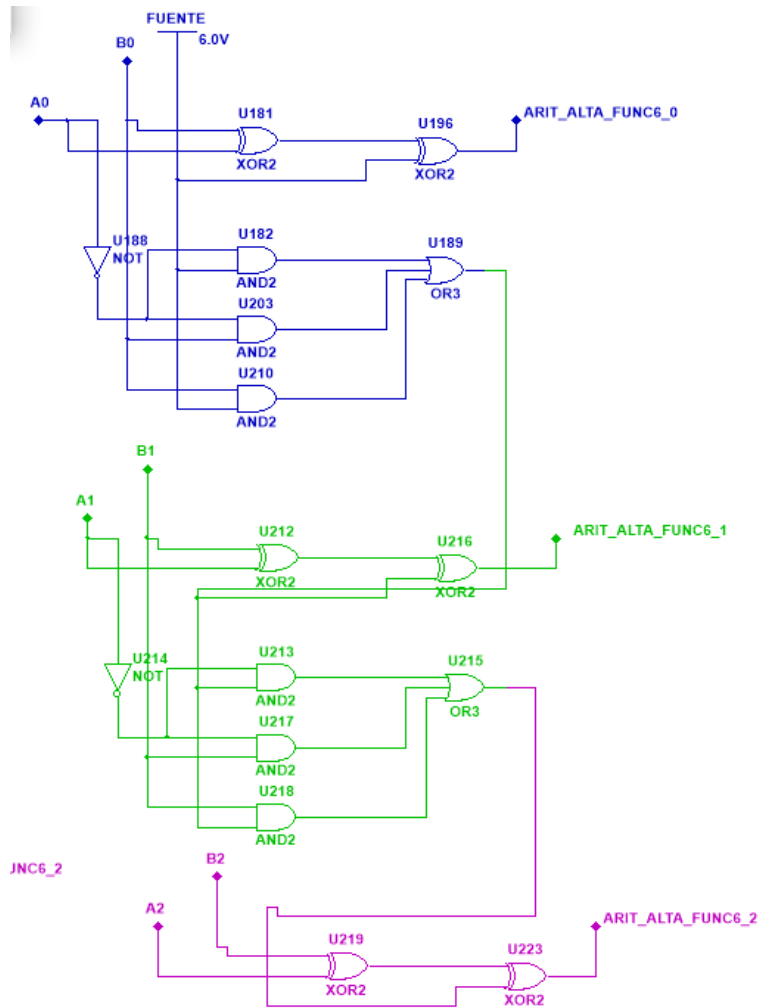 FUENTE
6.0V
B0
A0
U181
XOR2
U196
XOR2
ARIT_ALTA_FUNC6_0
U188
NOT
U182
AND2
U189
OR3
U203
AND2
U210
AND2
B1
A1
U212
XOR2
U216
XOR2
ARIT_ALTA_FUNC6_1
U214
NOT
U213
AND2
U215
OR3
U217
AND2
U218
AND2
JNC6_2
B2
A2
U219
XOR2
U223
XOR2
ARIT_ALTA_FUNC6_2